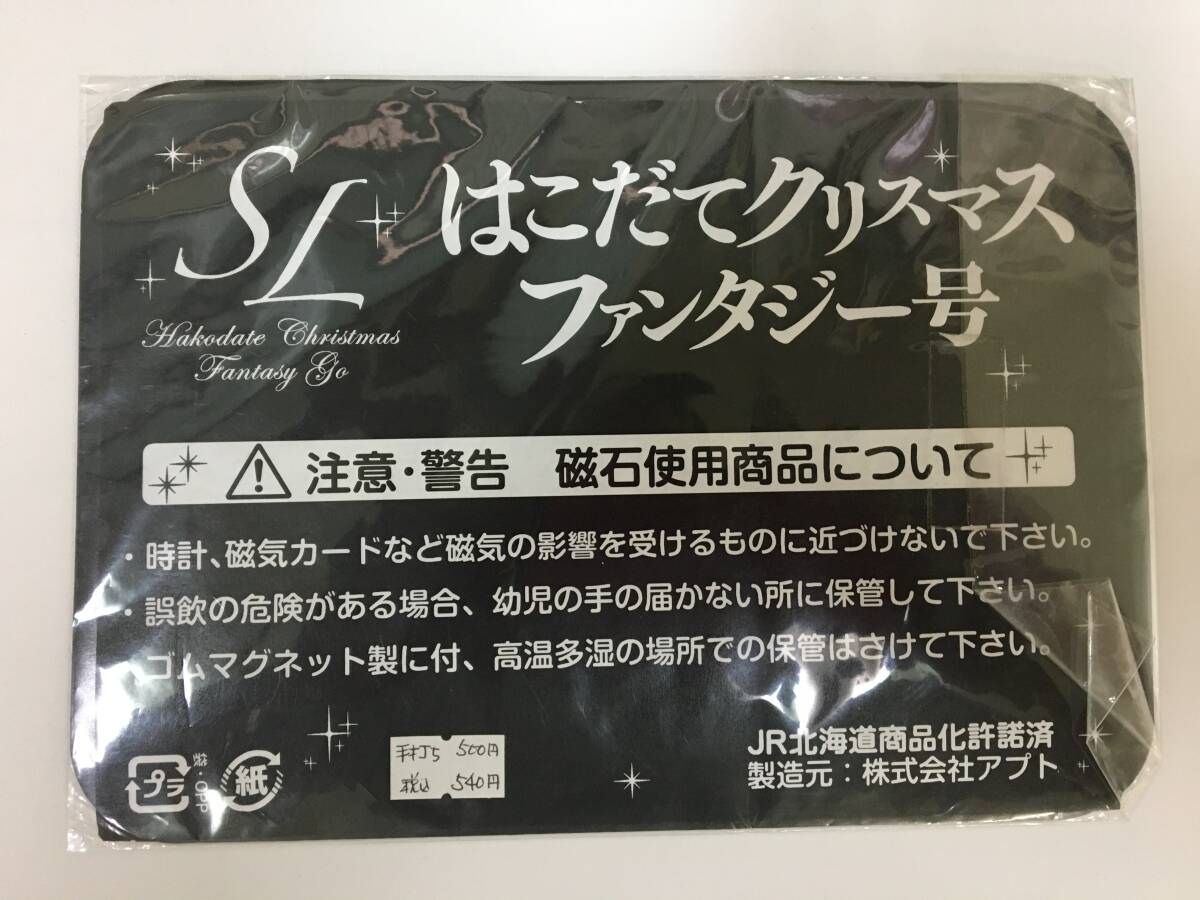 SL
はこだてクリスマス
ファンタジー号
Hakodate Christmas
Fantasy Go
注意・警告 磁石使用商品について
・時計、磁気カードなど磁気の影響を受けるものに近づけないで下さい。
・誤飲の危険がある場合、幼児の手の届かない所に保管して下さい。
・ゴムマグネット製に付、高温多湿の場所での保管はさけて下さい。
プラ
袋・OPP
紙
500円
税込 540円
JR北海道商品化許諾済
製造元：株式会社アプト